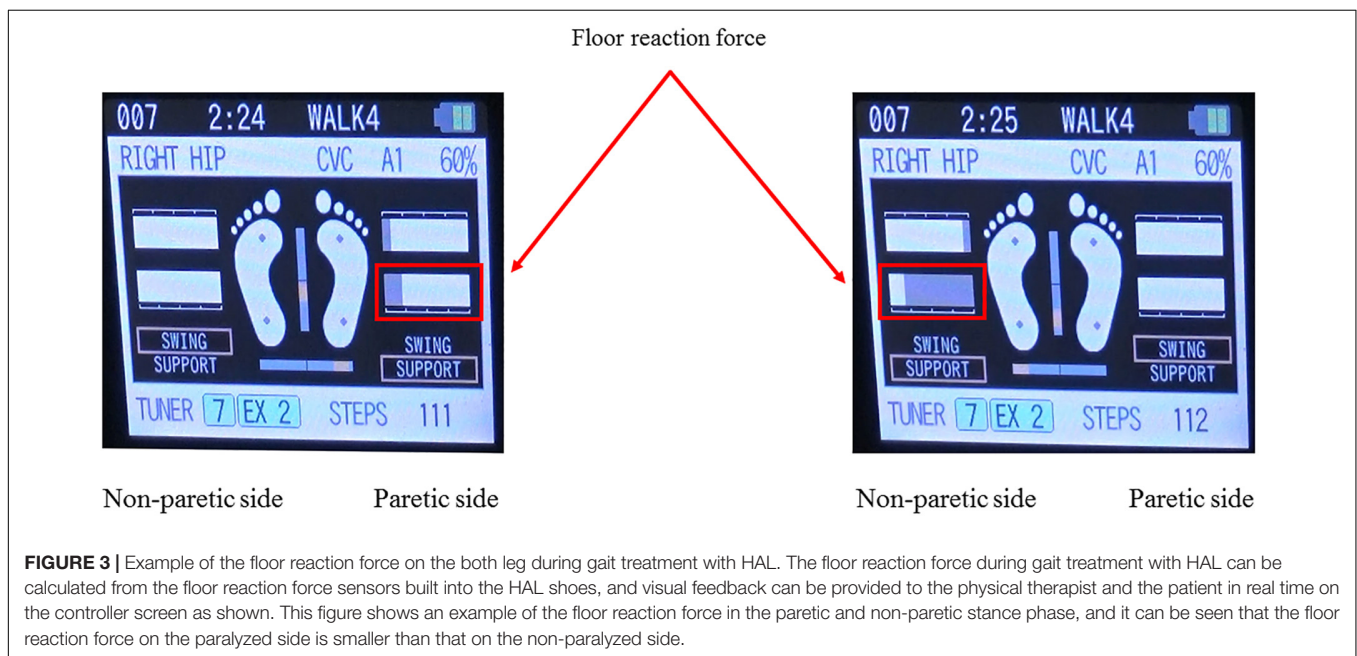 Floor reaction force
007 2:24 WALK4
RIGHT HIP CVC A1 60%
SWING
SUPPORT
SWING
SUPPORT
TUNER 7 EX 2 STEPS 111
007 2:25 WALK4
RIGHT HIP CVC A1 60%
SWING
SUPPORT
SWING
SUPPORT
TUNER 7 EX 2 STEPS 112
Non-paretic side Paretic side
Non-paretic side Paretic side
FIGURE 3 | Example of the floor reaction force on the both leg during gait treatment with HAL. The floor reaction force during gait treatment with HAL can be
calculated from the floor reaction force sensors built into the HAL shoes, and visual feedback can be provided to the physical therapist and the patient in real time on
the controller screen as shown. This figure shows an example of the floor reaction force in the paretic and non-paretic stance phase, and it can be seen that the floor
reaction force on the paralyzed side is smaller than that on the non-paralyzed side.